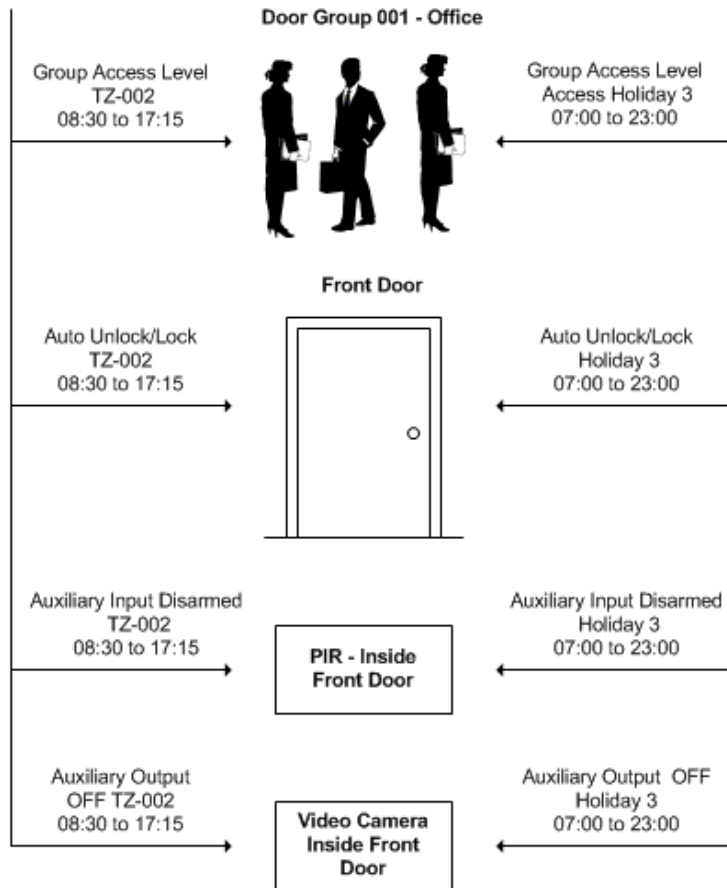 Door Group 001 - Office
Group Access Level
TZ-002
08:30 to 17:15
Group Access Level
Access Holiday 3
07:00 to 23:00
Front Door
Auto Unlock/Lock
TZ-002
08:30 to 17:15
Auto Unlock/Lock
Holiday 3
07:00 to 23:00
Auxiliary Input Disarmed
TZ-002
08:30 to 17:15
PIR - Inside
Front Door
Auxiliary Input Disarmed
Holiday 3
07:00 to 23:00
Auxiliary Output
OFF TZ-002
08:30 to 17:15
Video Camera
Inside Front
Door
Auxiliary Output OFF
Holiday 3
07:00 to 23:00